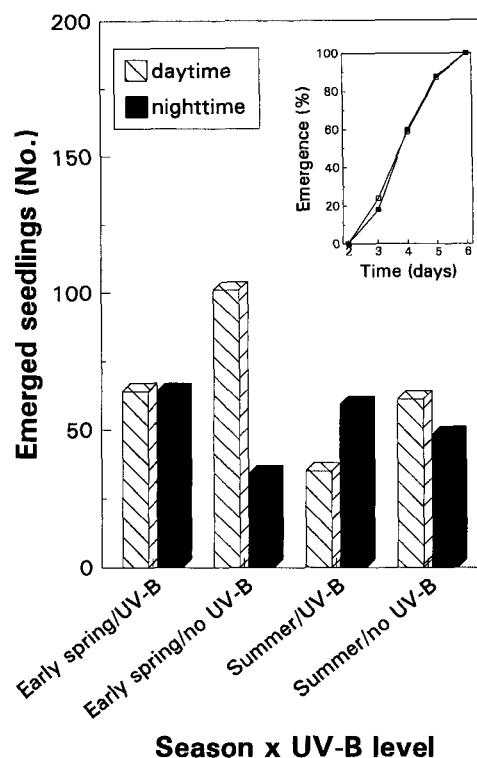 200
150
100
50
0
Emerged seedlings (No.)
daytime
nighttime
100
80
60
40
20
0
Emergence (%)
2 3 4 5 6
Time (days)
Early spring/UV-B
Early spring/no UV-B
Summer/UV-B
Summer/no UV-B
Season x UV-B level